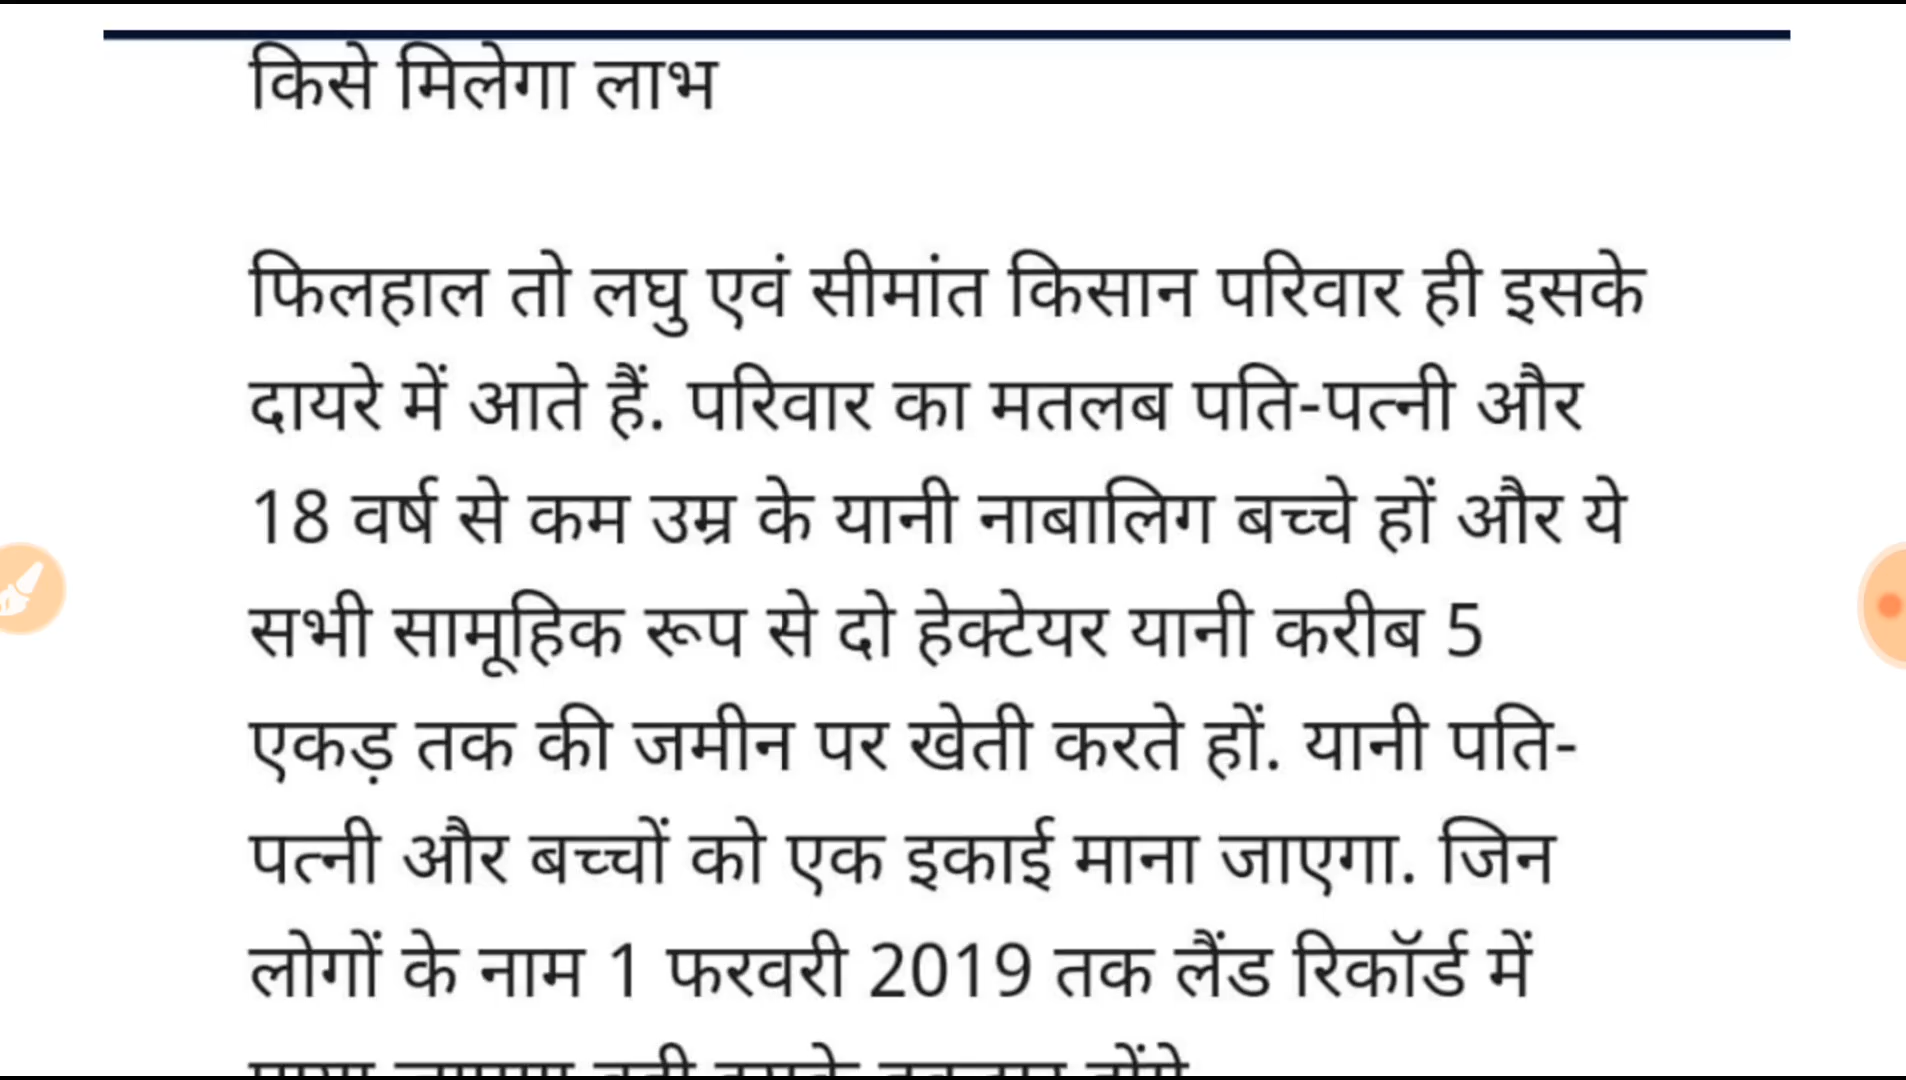 किसे मिलेगा लाभ
फिलहाल तो लघु एवं सीमांत किसान परिवार ही इसके
दायरे में आते हैं. परिवार का मतलब पति-पत्नी और
18 वर्ष से कम उम्र के यानी नाबालिग बच्चे हों और ये
सभी सामूहिक रूप से दो हेक्टेयर यानी करीब 5
एकड़ तक की जमीन पर खेती करते हों. यानी पति-
पत्नी और बच्चों को एक इकाई माना जाएगा. जिन
लोगों के नाम 1 फरवरी 2019 तक लैंड रिकॉर्ड में